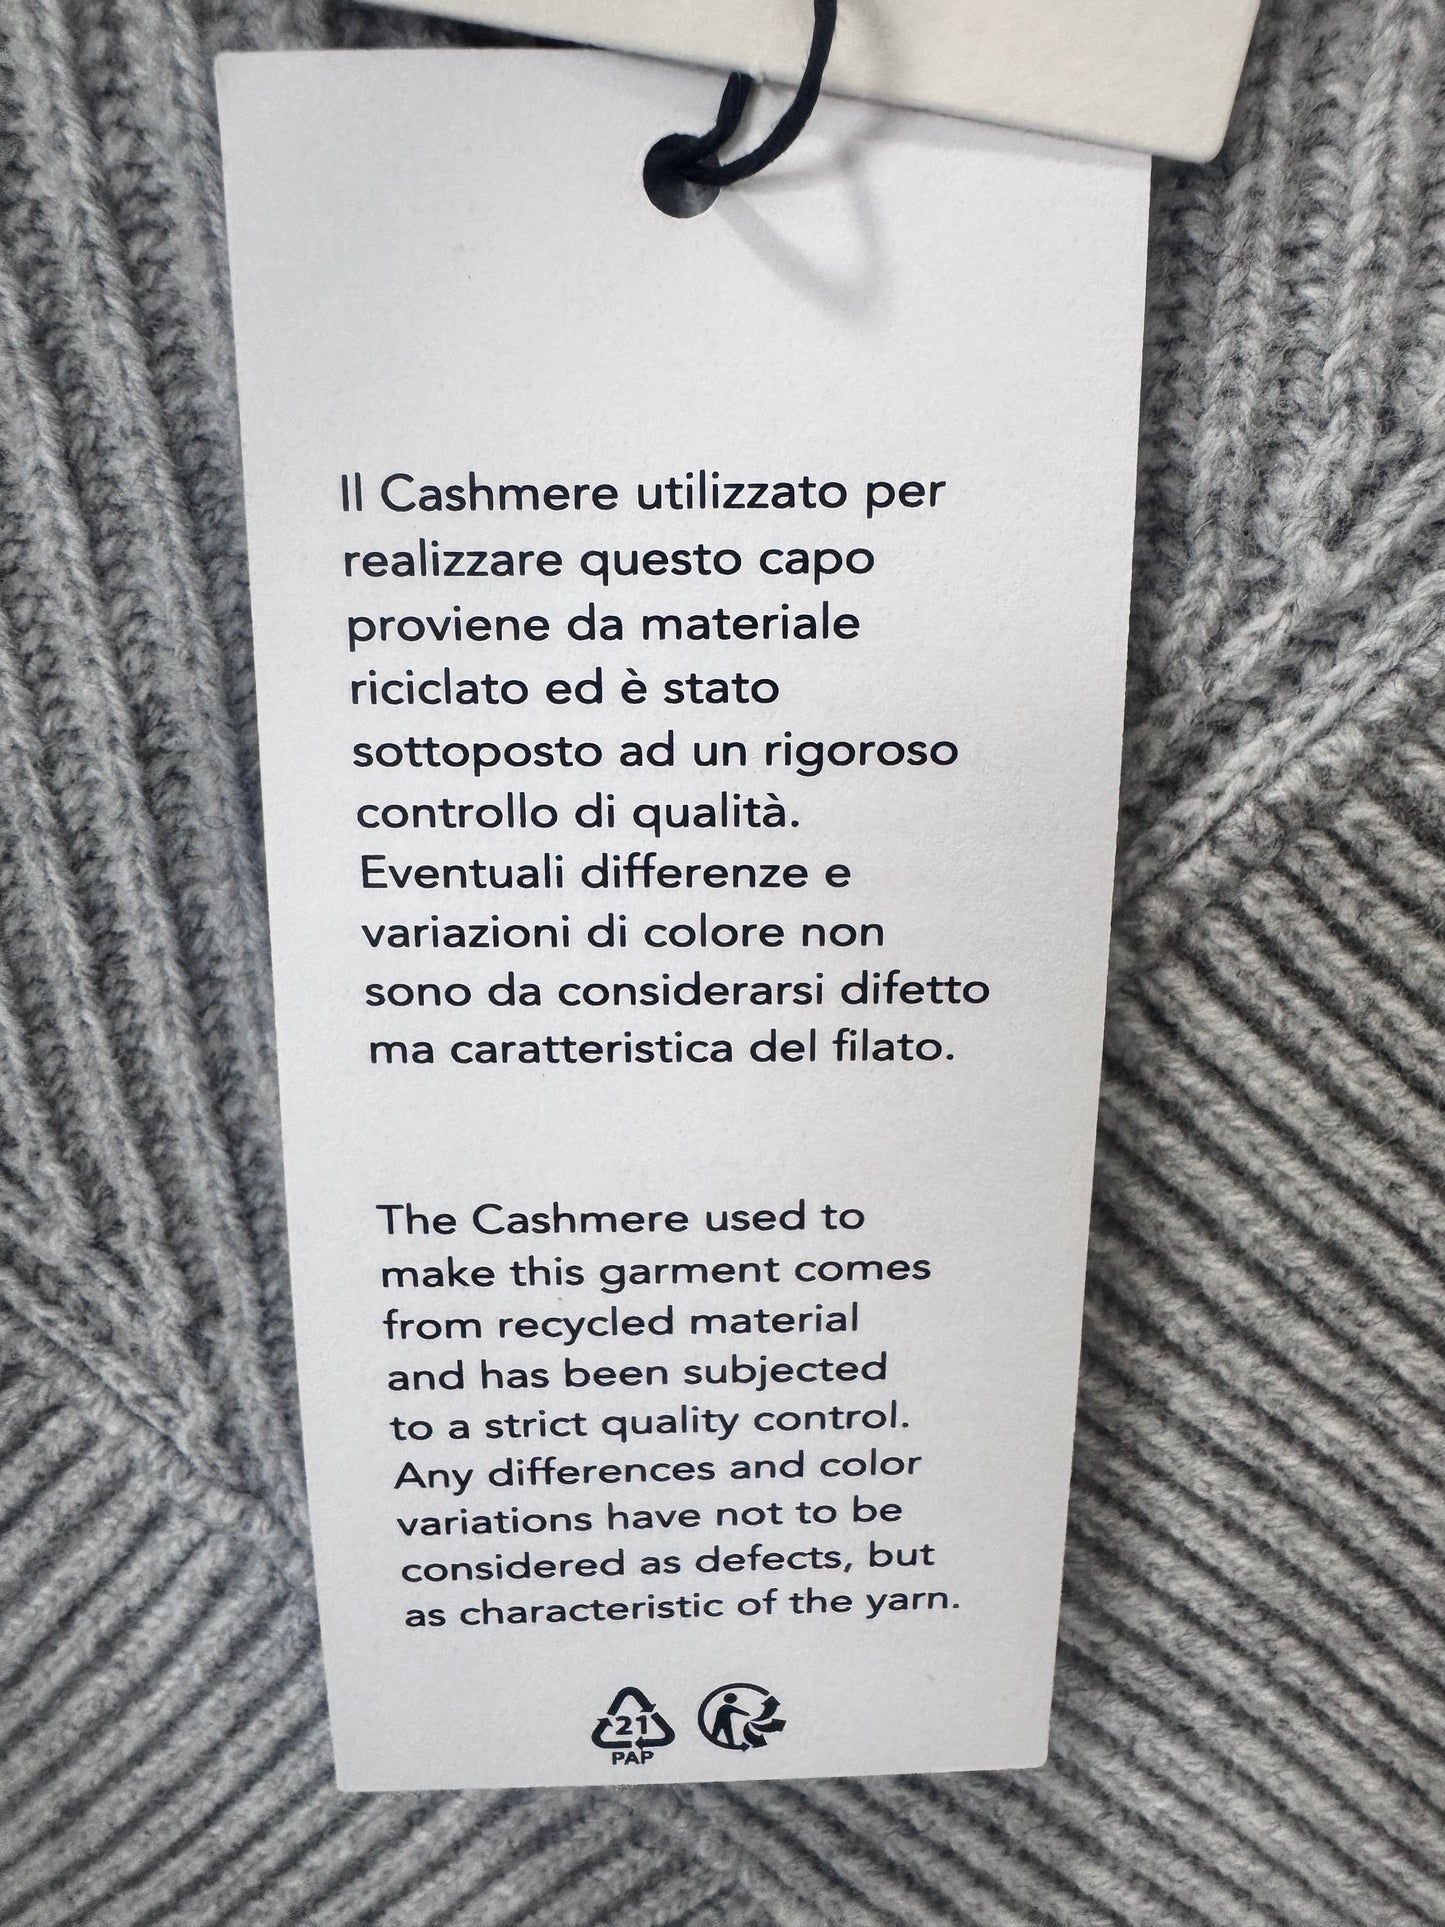 Il Cashmere utilizzato per
realizzare questo capo
proviene da materiale
riciclato ed è stato
sottoposto ad un rigoroso
controllo di qualità.
Eventuali differenze e
variazioni di colore non
sono da considerarsi difetto
ma caratteristica del filato.
The Cashmere used to
make this garment comes
from recycled material
and has been subjected
to a strict quality control.
Any differences and color
variations have not to be
considered as defects, but
as characteristic of the yarn.
21
PAP